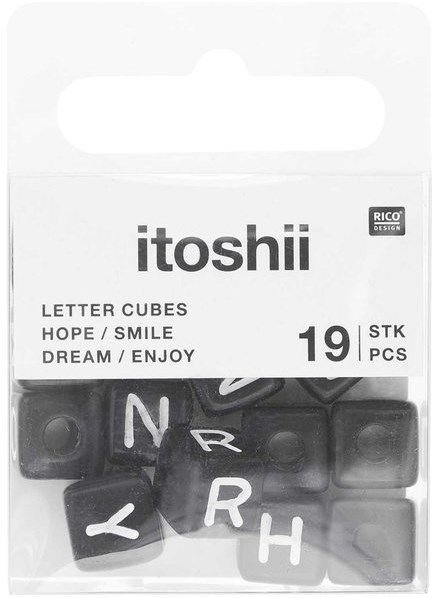 RICO®
DESIGN
itoshii
LETTER CUBES
HOPE / SMILE
DREAM / ENJOY
19 STK
PCS
N
R
R
Y
H